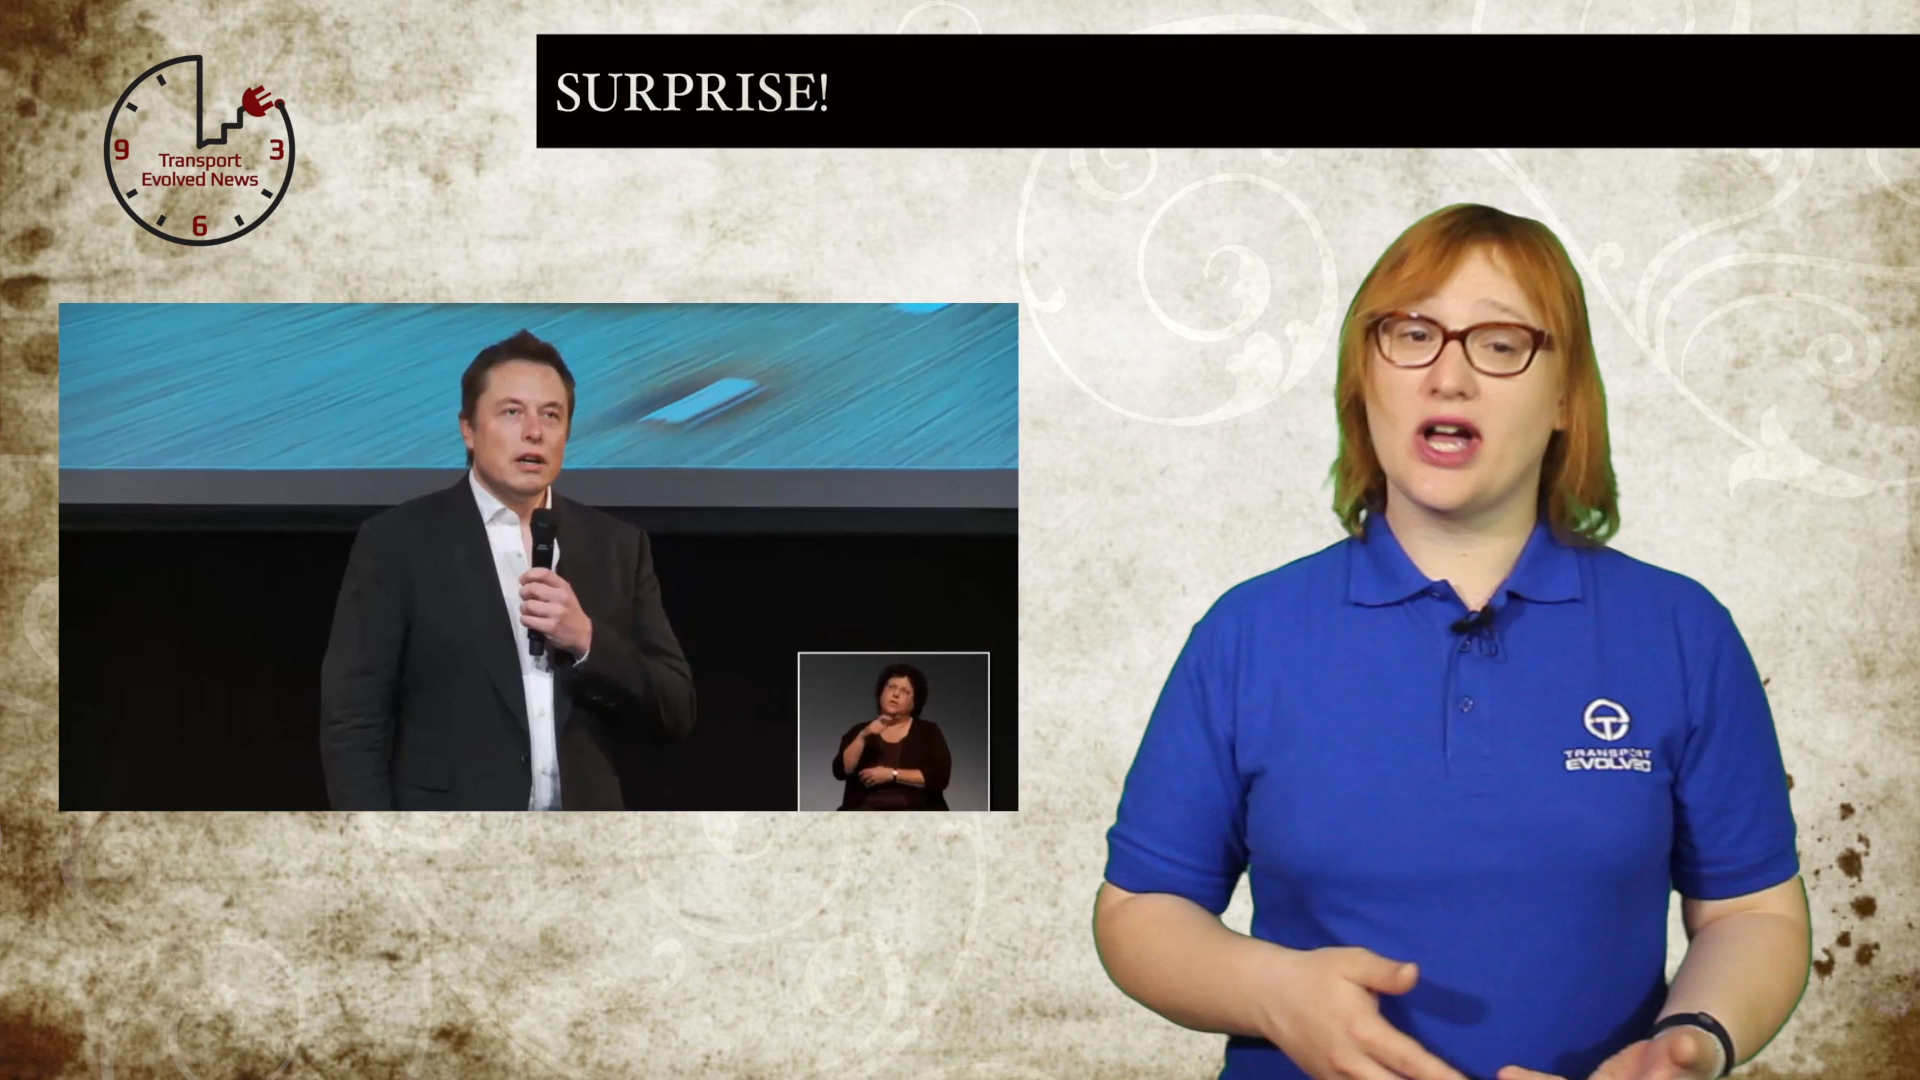 SURPRISE!
9
3
Transport
Evolved News
6
TRANSPORT
EVOLVED